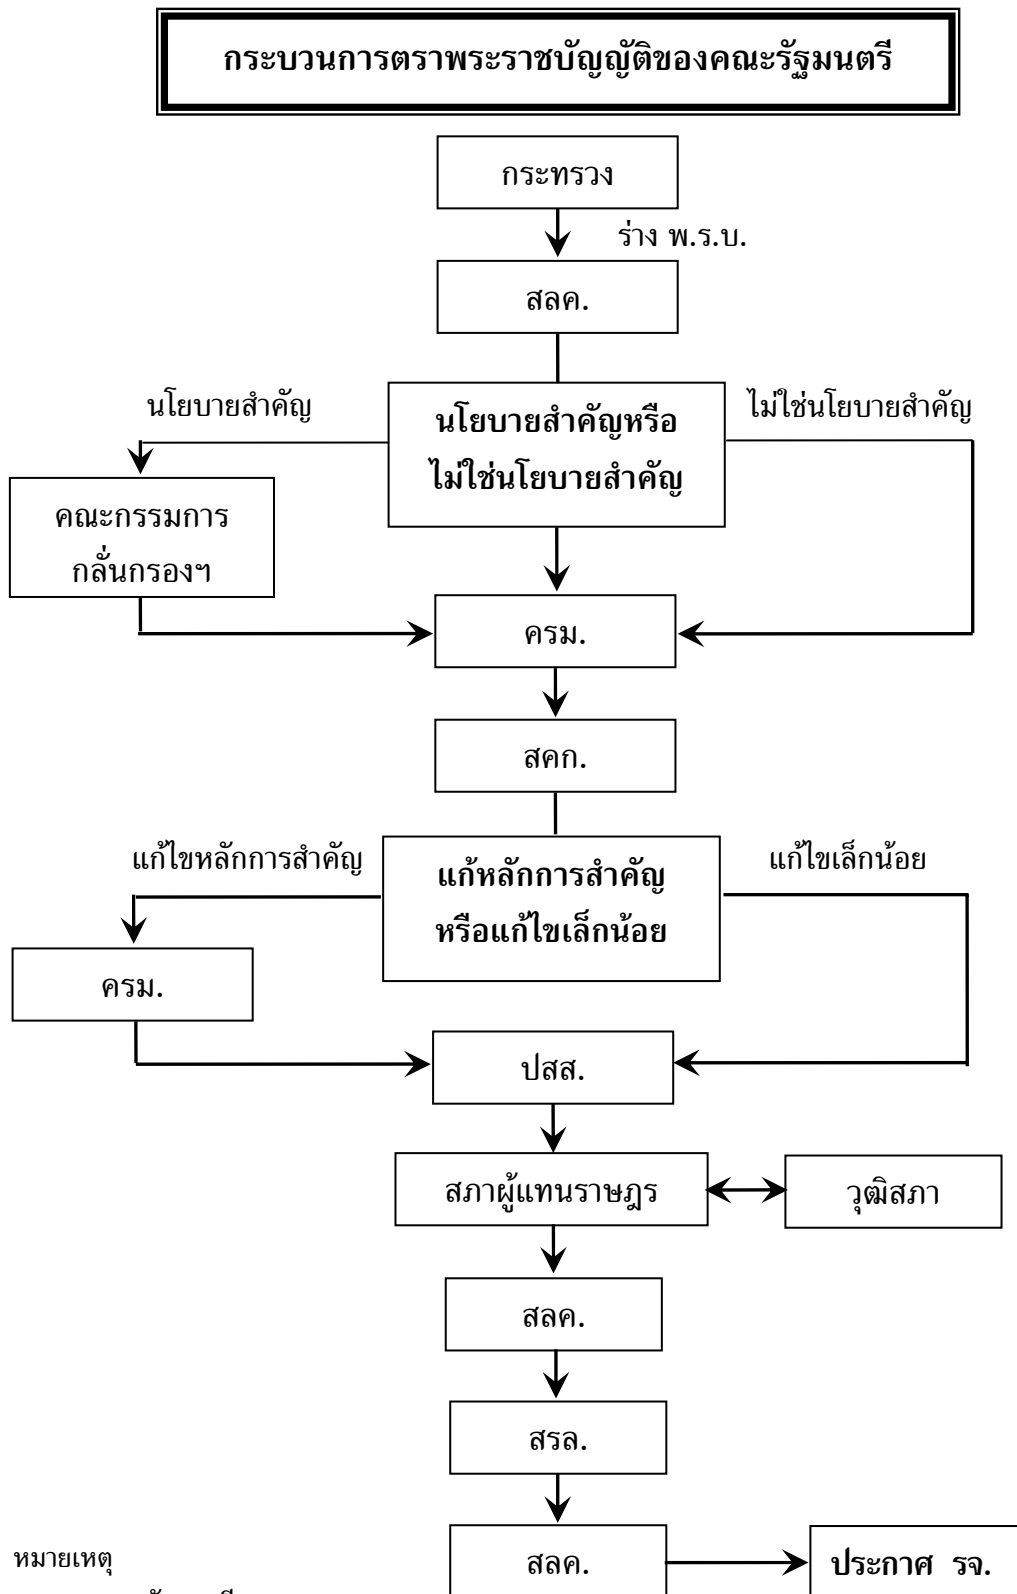 กระบวนการตราพระราชบัญญัติของคณะรัฐมนตรี
กระทรวง
ร่าง พ.ร.บ.
สลค.
นโยบายสำคัญ
นโยบายสำคัญหรือ
ไม่ใช่นโยบายสำคัญ
ไม่ใช่นโยบายสำคัญ
คณะกรรมการ
กลั่นกรองฯ
ครม.
สคก.
แก้ไขหลักการสำคัญ
แก้หลักการสำคัญ
หรือแก้ไขเล็กน้อย
แก้ไขเล็กน้อย
ครม.
ปสส.
สภาผู้แทนราษฎร
วุฒิสภา
สลค.
สรล.
สลค.
ประกาศ รจ.
หมายเหตุ